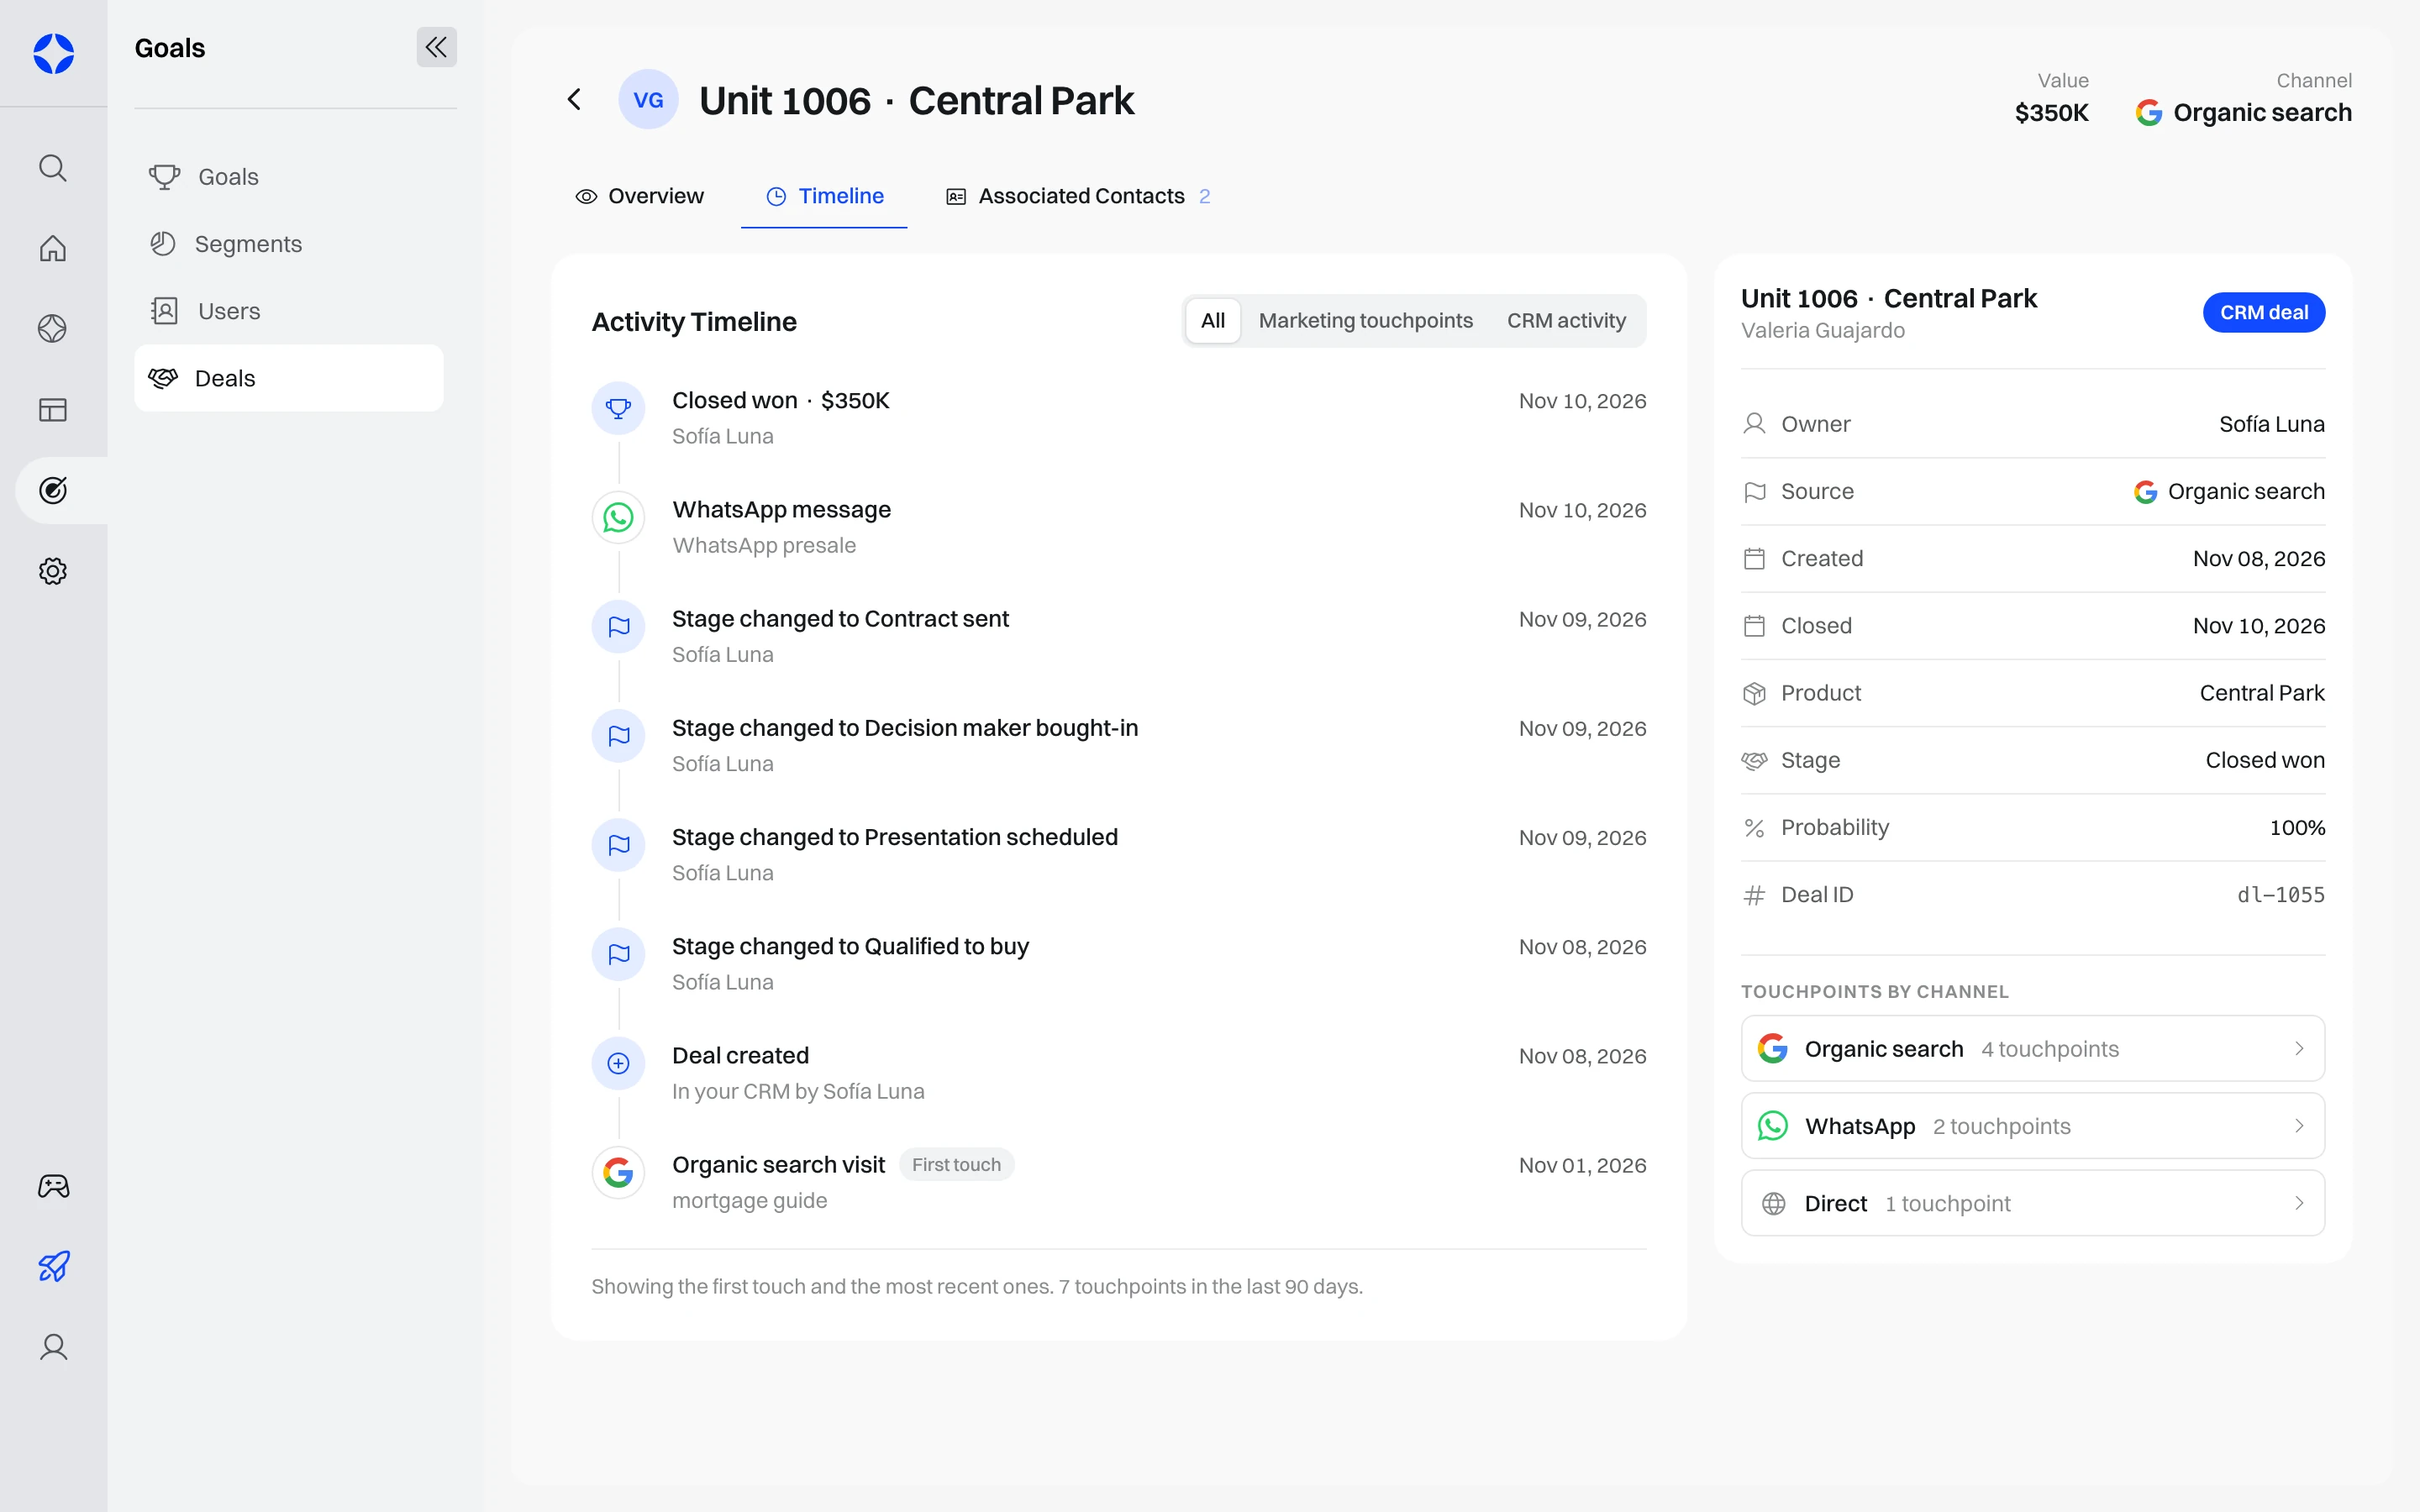 Goals
Goals
Segments
Users
Deals
VG
Unit 1006 · Central Park
Value
$350K
Channel
Organic search
Overview
Timeline
Associated Contacts 2
Activity Timeline
All
Marketing touchpoints
CRM activity
Closed won · $350K
Nov 10, 2026
Sofía Luna
WhatsApp message
Nov 10, 2026
WhatsApp presale
Stage changed to Contract sent
Nov 09, 2026
Sofía Luna
Stage changed to Decision maker bought-in
Nov 09, 2026
Sofía Luna
Stage changed to Presentation scheduled
Nov 09, 2026
Sofía Luna
Stage changed to Qualified to buy
Nov 08, 2026
Sofía Luna
Deal created
Nov 08, 2026
In your CRM by Sofía Luna
Organic search visit
First touch
Nov 01, 2026
mortgage guide
Showing the first touch and the most recent ones. 7 touchpoints in the last 90 days.
Unit 1006 · Central Park
Valeria Guajardo
CRM deal
Owner
Sofía Luna
Source
Organic search
Created
Nov 08, 2026
Closed
Nov 10, 2026
Product
Central Park
Stage
Closed won
Probability
100%
Deal ID
dl-1055
TOUCHPOINTS BY CHANNEL
Organic search 4 touchpoints
WhatsApp 2 touchpoints
Direct 1 touchpoint